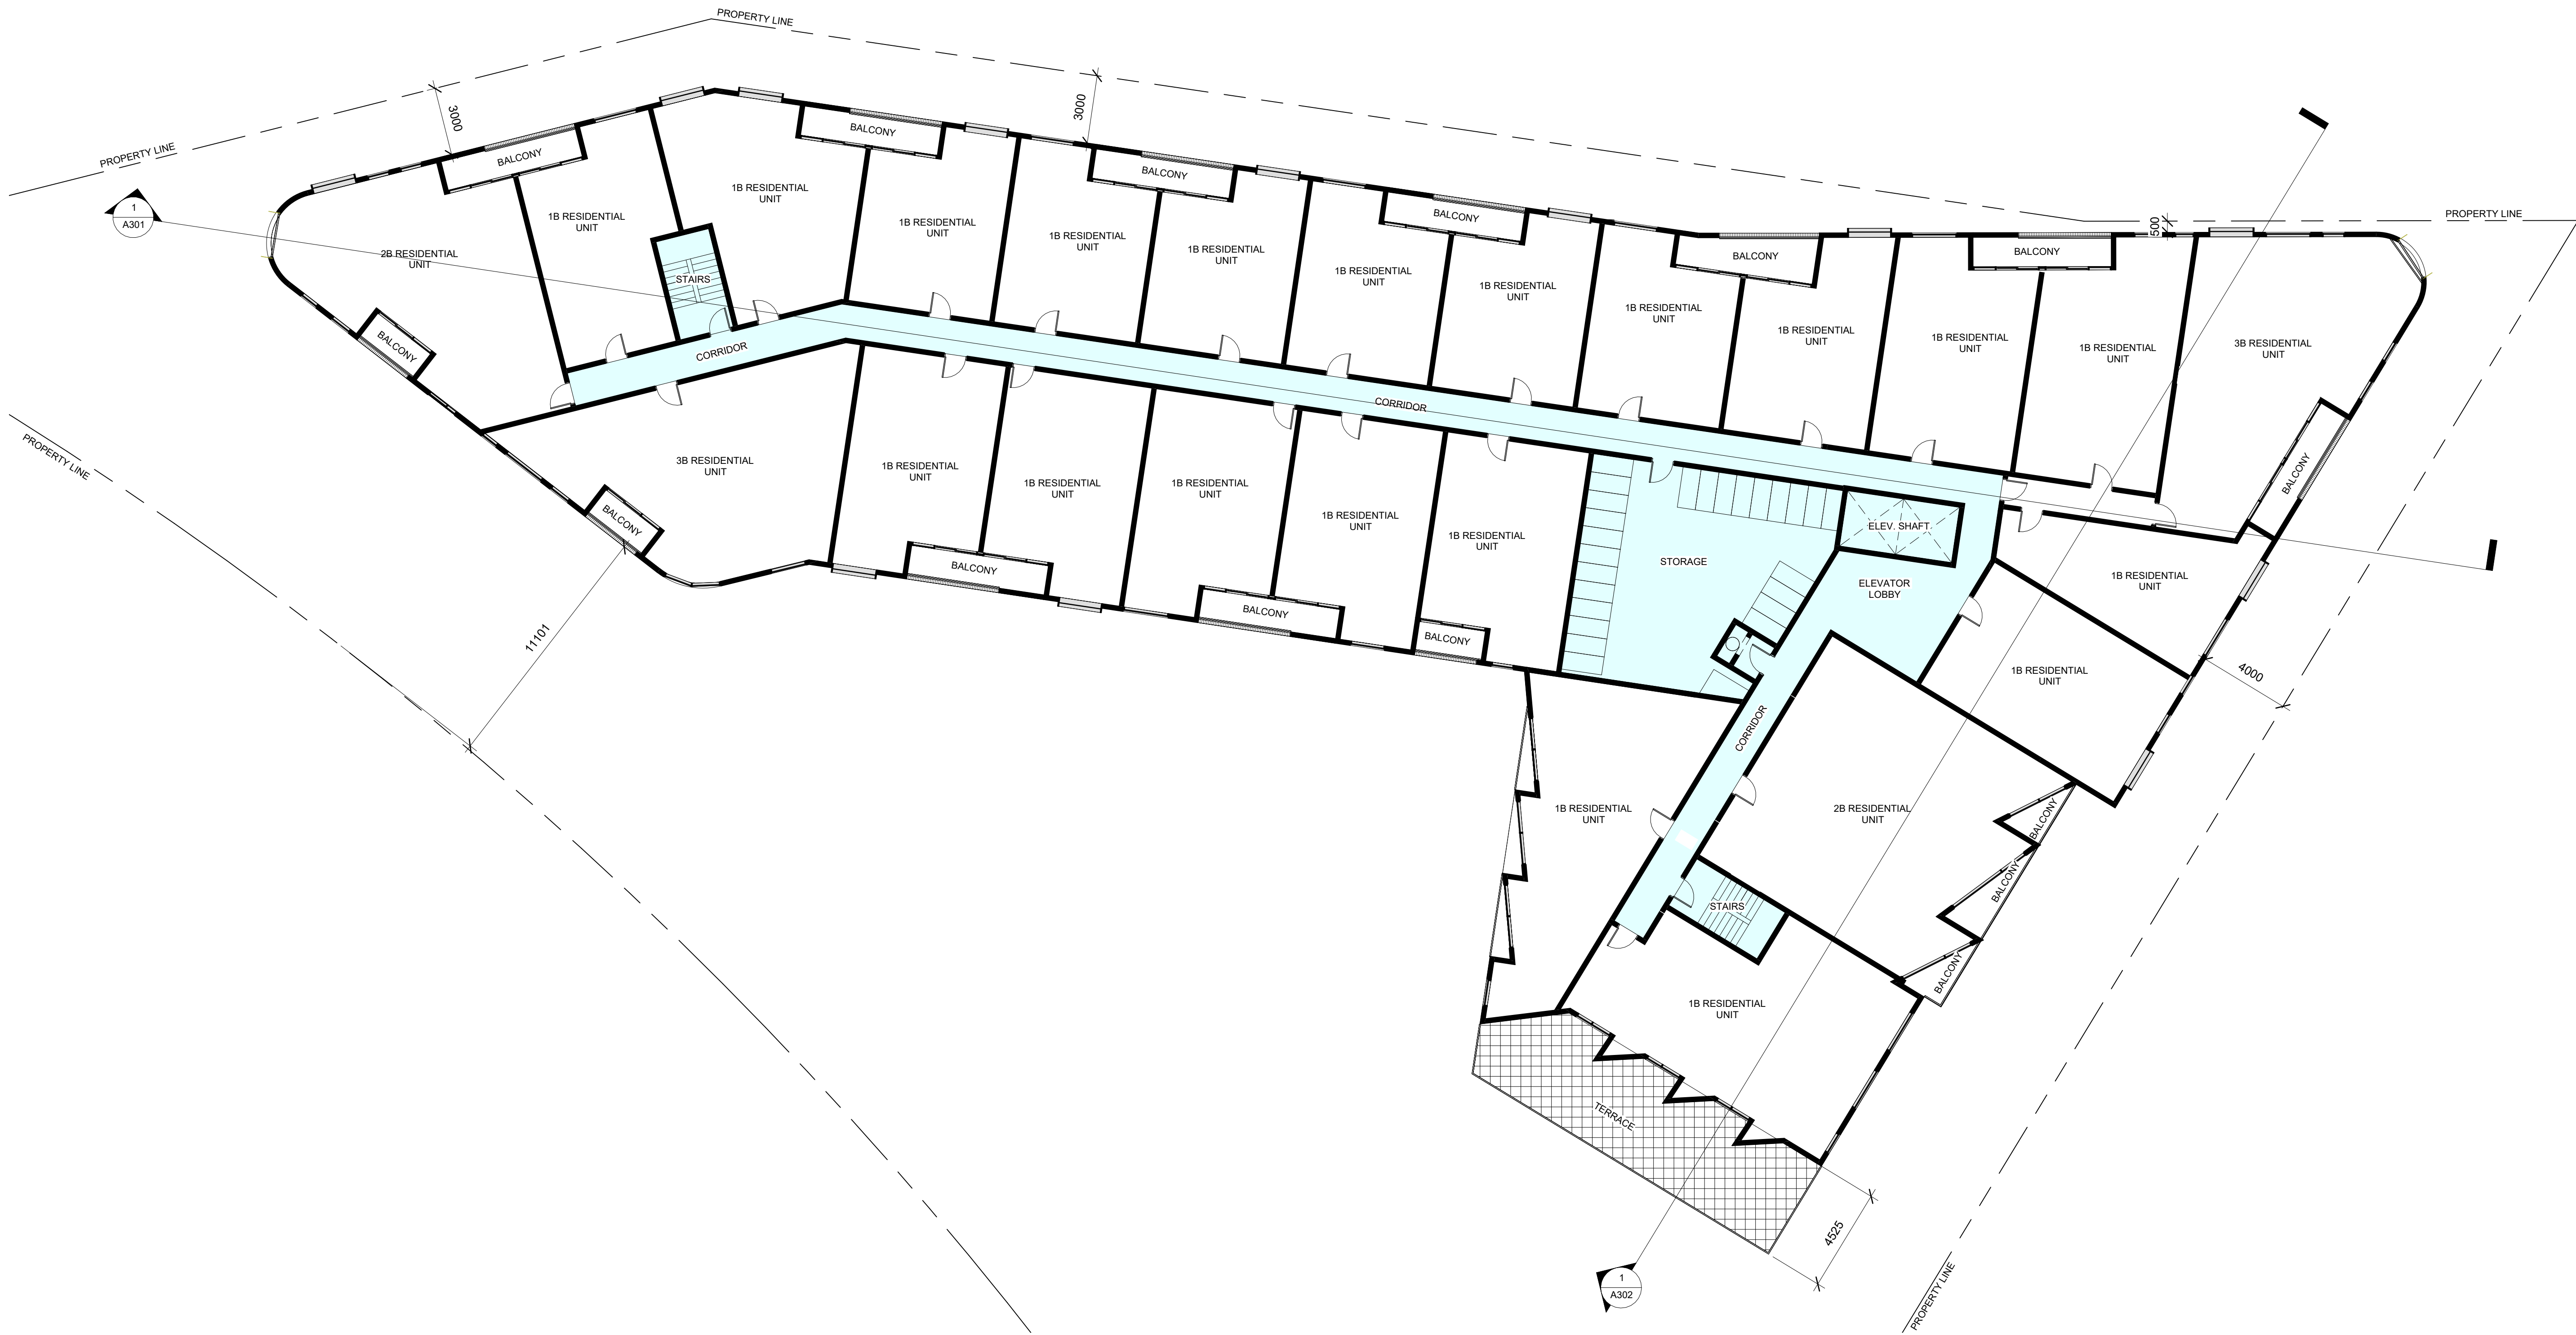 PROPERTY LINE
PROPERTY LINE
3000
3000
BALCONY
BALCONY
BALCONY
BALCONY
BALCONY
BALCONY
500
PROPERTY LINE
1
A301
2B RESIDENTIAL
UNIT
1B RESIDENTIAL
UNIT
STAIRS
1B RESIDENTIAL
UNIT
1B RESIDENTIAL
UNIT
1B RESIDENTIAL
UNIT
1B RESIDENTIAL
UNIT
1B RESIDENTIAL
UNIT
1B RESIDENTIAL
UNIT
1B RESIDENTIAL
UNIT
1B RESIDENTIAL
UNIT
1B RESIDENTIAL
UNIT
1B RESIDENTIAL
UNIT
3B RESIDENTIAL
UNIT
BALCONY
CORRIDOR
CORRIDOR
BALCONY
PROPERTY LINE
3B RESIDENTIAL
UNIT
1B RESIDENTIAL
UNIT
1B RESIDENTIAL
UNIT
1B RESIDENTIAL
UNIT
1B RESIDENTIAL
UNIT
1B RESIDENTIAL
UNIT
BALCONY
BALCONY
BALCONY
BALCONY
STORAGE
ELEV. SHAFT
ELEVATOR
LOBBY
1B RESIDENTIAL
UNIT
1B RESIDENTIAL
UNIT
11101
4000
CORRIDOR
1B RESIDENTIAL
UNIT
2B RESIDENTIAL
UNIT
BALCONY
BALCONY
BALCONY
STAIRS
1B RESIDENTIAL
UNIT
TERRACE
4525
1
A302
PROPERTY LINE